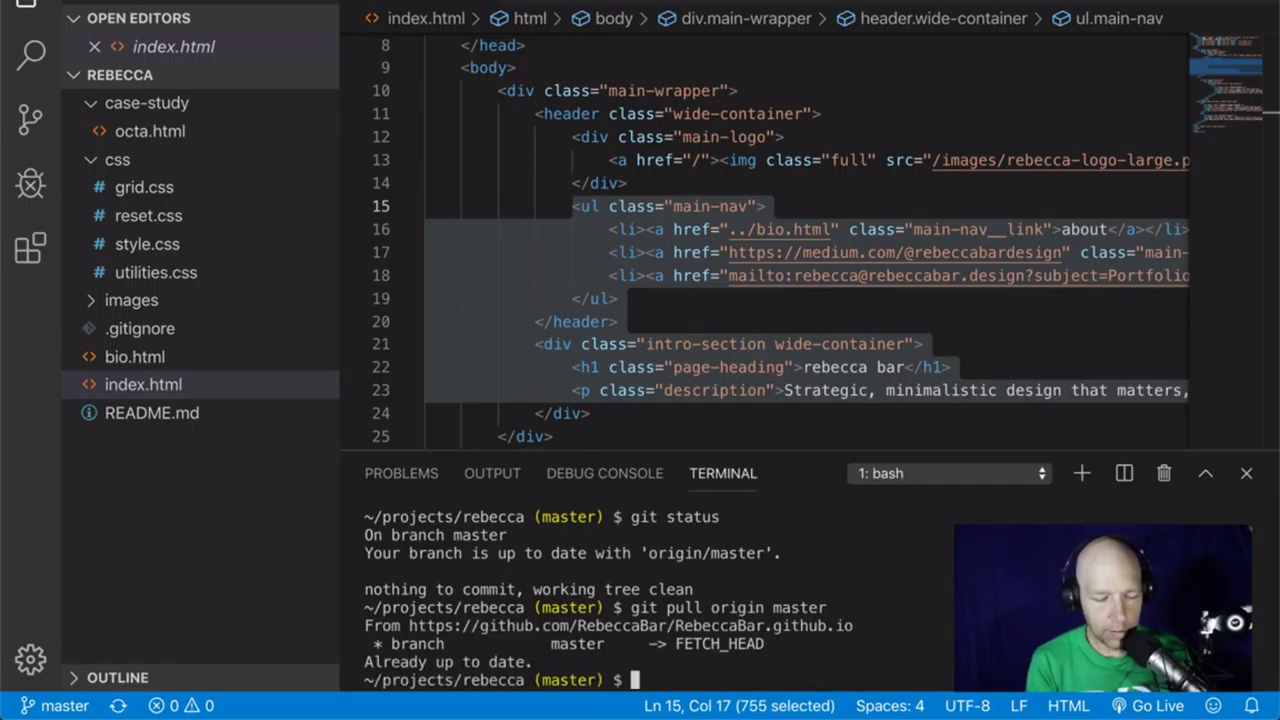 OPEN EDITORS
index.html
REBECCA
case-study
octa.html
css
grid.css
reset.css
style.css
utilities.css
images
.gitignore
bio.html
index.html
README.md
OUTLINE
index.html > html > body > div.main-wrapper > header.wide-container > ul.main-nav
8 </head>
9 <body>
10 <div class="main-wrapper">
11 <header class="wide-container">
12 <div class="main-logo">
13 <a href="/"><img class="full" src="/images/rebecca-logo-large.p
14 </div>
15 <ul class="main-nav">
16 <li><a href="../bio.html" class="main-nav__link">about</a></li>
17 <li><a href="https://medium.com/@rebeccabardesign" class="main-
18 <li><a href="mailto:rebecca@rebeccabar.design?subject=Portfolio
19 </ul>
20 </header>
21 <div class="intro-section wide-container">
22 <h1 class="page-heading">rebecca bar</h1>
23 <p class="description">Strategic, minimalistic design that matters,
24 </div>
25 </div>
PROBLEMS OUTPUT DEBUG CONSOLE TERMINAL 1: bash
~/projects/rebecca (master) $ git status
On branch master
Your branch is up to date with 'origin/master'.
nothing to commit, working tree clean
~/projects/rebecca (master) $ git pull origin master
From https://github.com/RebeccaBar/RebeccaBar.github.io
* branch master -> FETCH_HEAD
Already up to date.
~/projects/rebecca (master) $
master 0 0 Ln 15, Col 17 (755 selected) Spaces: 4 UTF-8 LF HTML Go Live